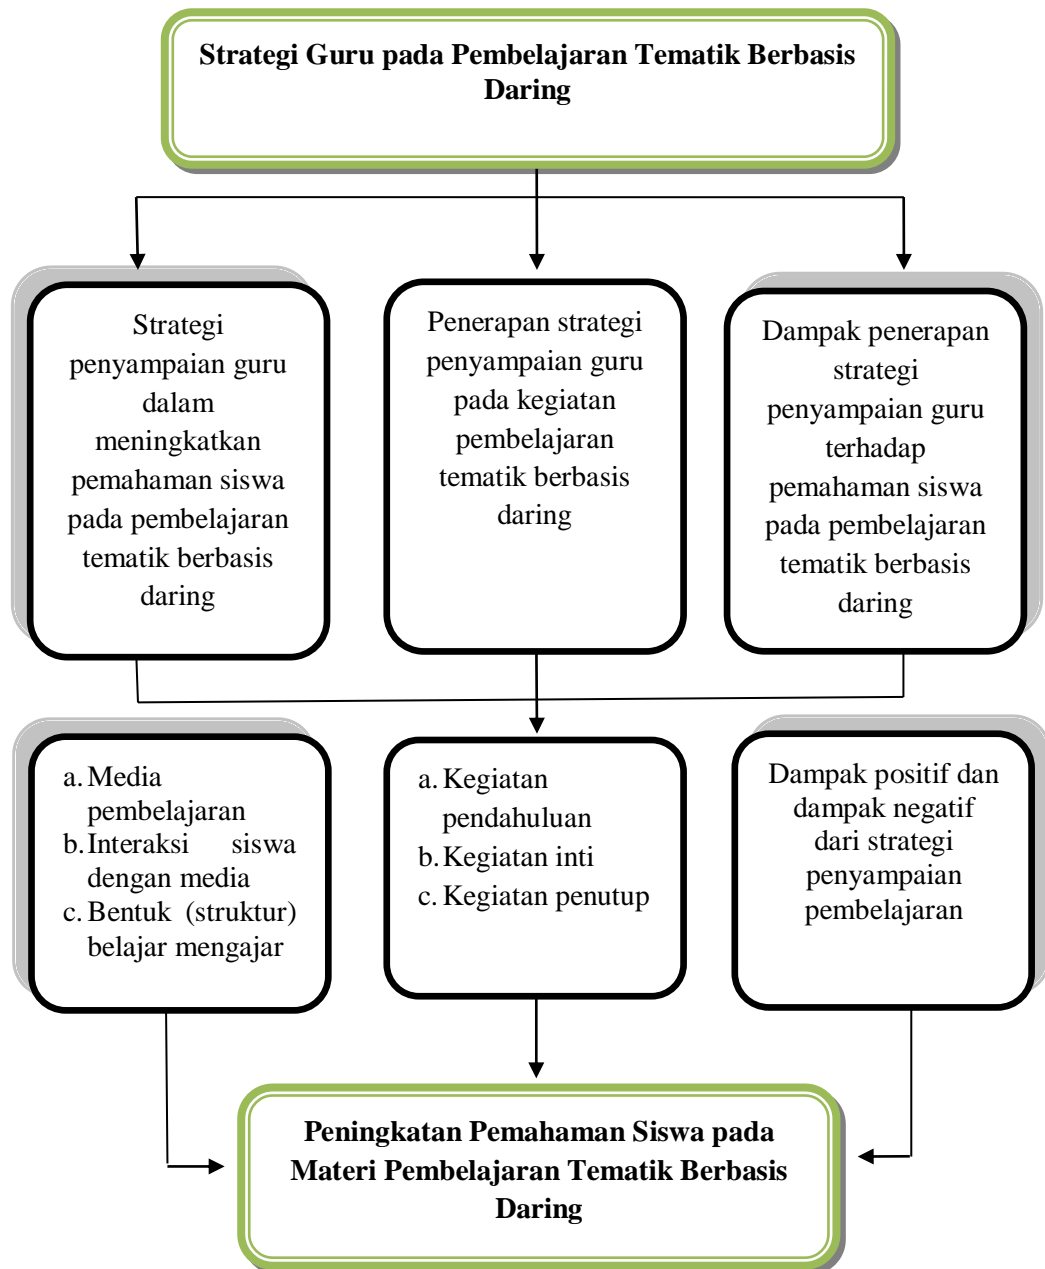 Strategi Guru pada Pembelajaran Tematik Berbasis
Daring
Strategi
penyampaian guru
dalam
meningkatkan
pemahaman siswa
pada pembelajaran
tematik berbasis
daring
Penerapan strategi
penyampaian guru
pada kegiatan
pembelajaran
tematik berbasis
daring
Dampak penerapan
strategi
penyampaian guru
terhadap
pemahaman siswa
pada pembelajaran
tematik berbasis
daring
a. Media
pembelajaran
b. Interaksi siswa
dengan media
c. Bentuk (struktur)
belajar mengajar
a. Kegiatan
pendahuluan
b. Kegiatan inti
c. Kegiatan penutup
Dampak positif dan
dampak negatif
dari strategi
penyampaian
pembelajaran
Peningkatan Pemahaman Siswa pada
Materi Pembelajaran Tematik Berbasis
Daring